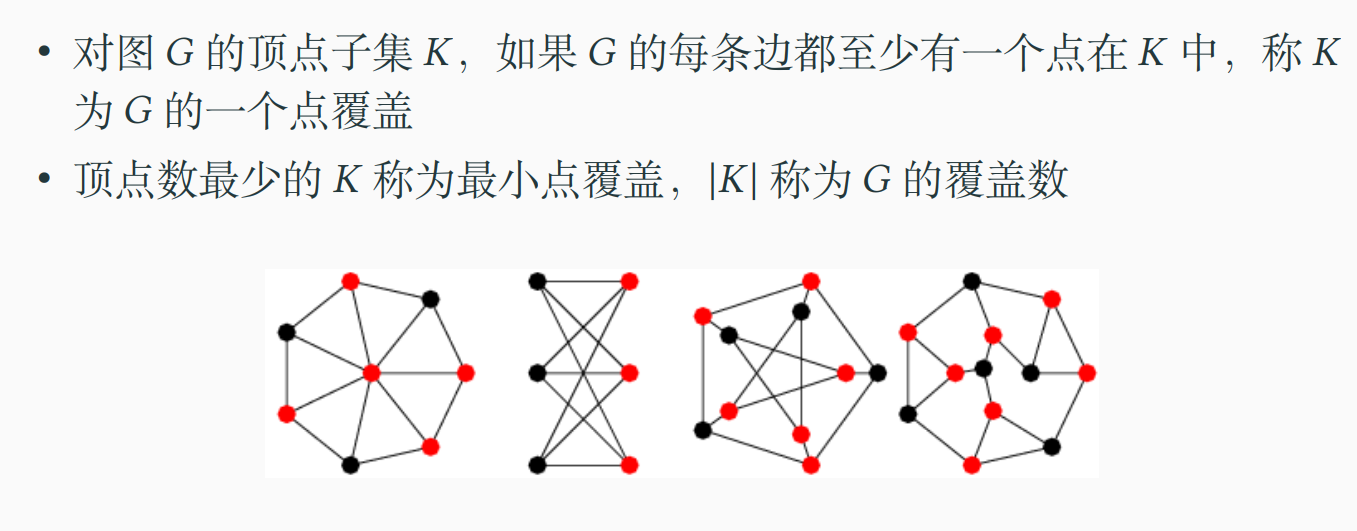 • 对图 G 的顶点子集 K，如果 G 的每条边都至少有一个点在 K 中，称 K
为 G 的一个点覆盖
• 顶点数最少的 K 称为最小点覆盖，|K| 称为 G 的覆盖数